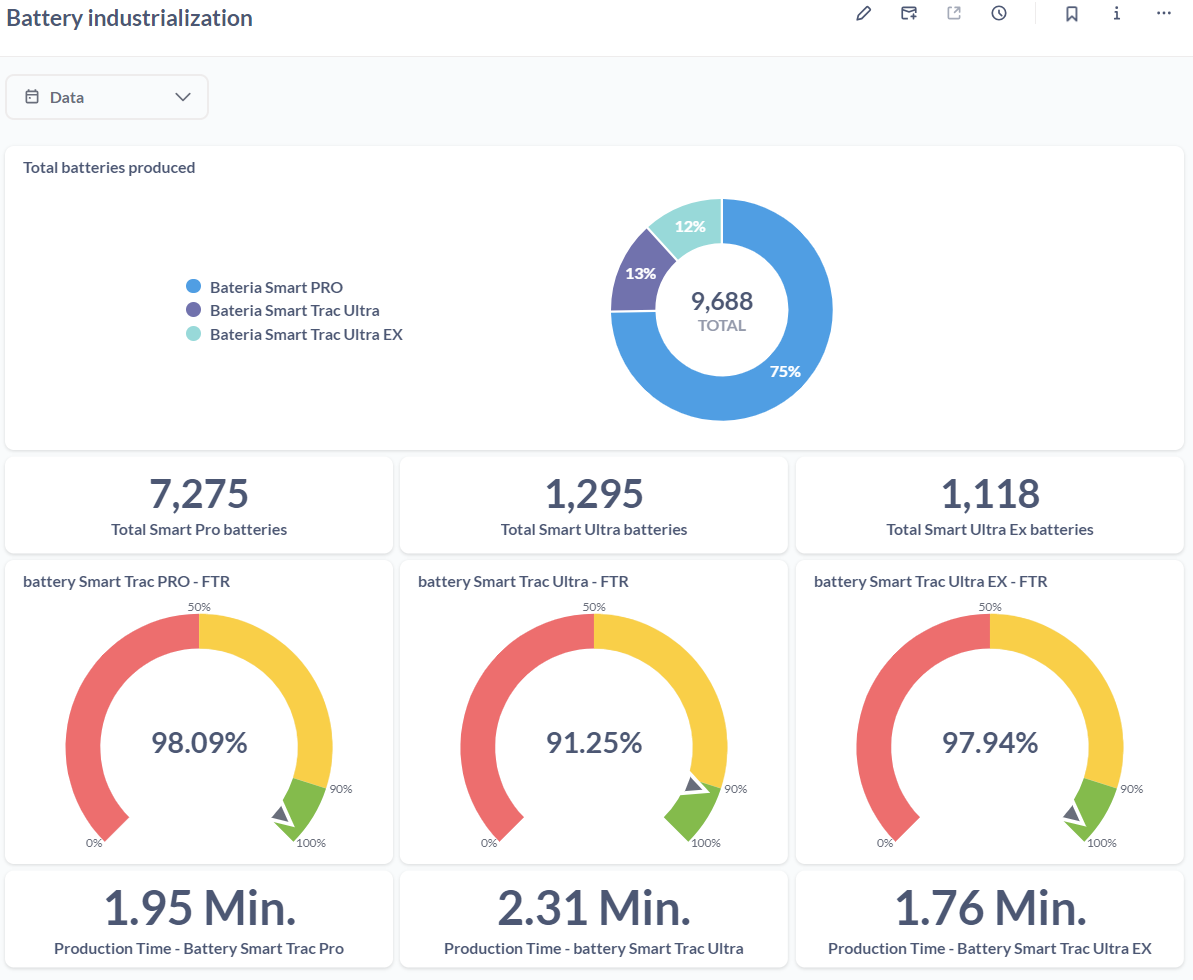 Battery industrialization
Data
Total batteries produced
Bateria Smart PRO
Bateria Smart Trac Ultra
Bateria Smart Trac Ultra EX
12%
13%
9,688
TOTAL
75%
7,275
Total Smart Pro batteries
1,295
Total Smart Ultra batteries
1,118
Total Smart Ultra Ex batteries
battery Smart Trac PRO - FTR
50%
98.09%
90%
0%
100%
battery Smart Trac Ultra - FTR
50%
91.25%
90%
0%
100%
battery Smart Trac Ultra EX - FTR
50%
97.94%
90%
0%
100%
1.95 Min.
Production Time - Battery Smart Trac Pro
2.31 Min.
Production Time - battery Smart Trac Ultra
1.76 Min.
Production Time - Battery Smart Trac Ultra EX